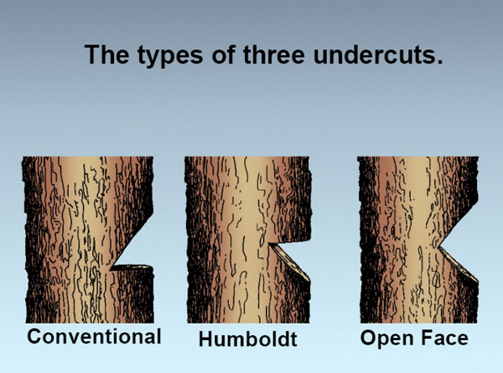 The types of three undercuts.
Conventional
Humboldt
Open Face